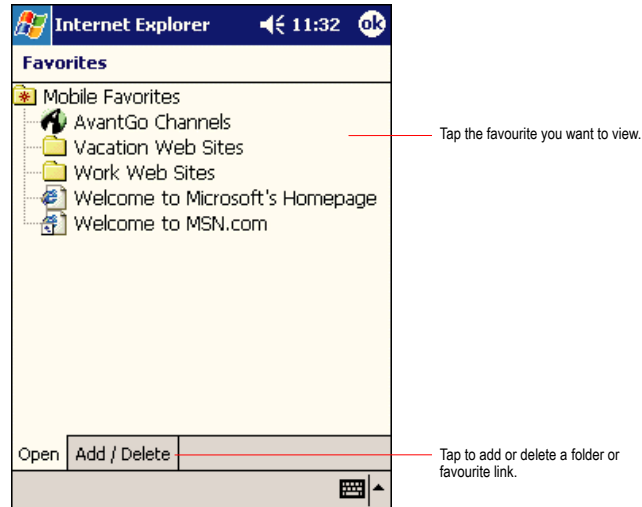 Internet Explorer 11:32 ok
Favorites
Mobile Favorites
AvantGo Channels
Tap the favourite you want to view.
Vacation Web Sites
Work Web Sites
Welcome to Microsoft's Homepage
Welcome to MSN.com
Open Add / Delete
Tap to add or delete a folder or
favourite link.